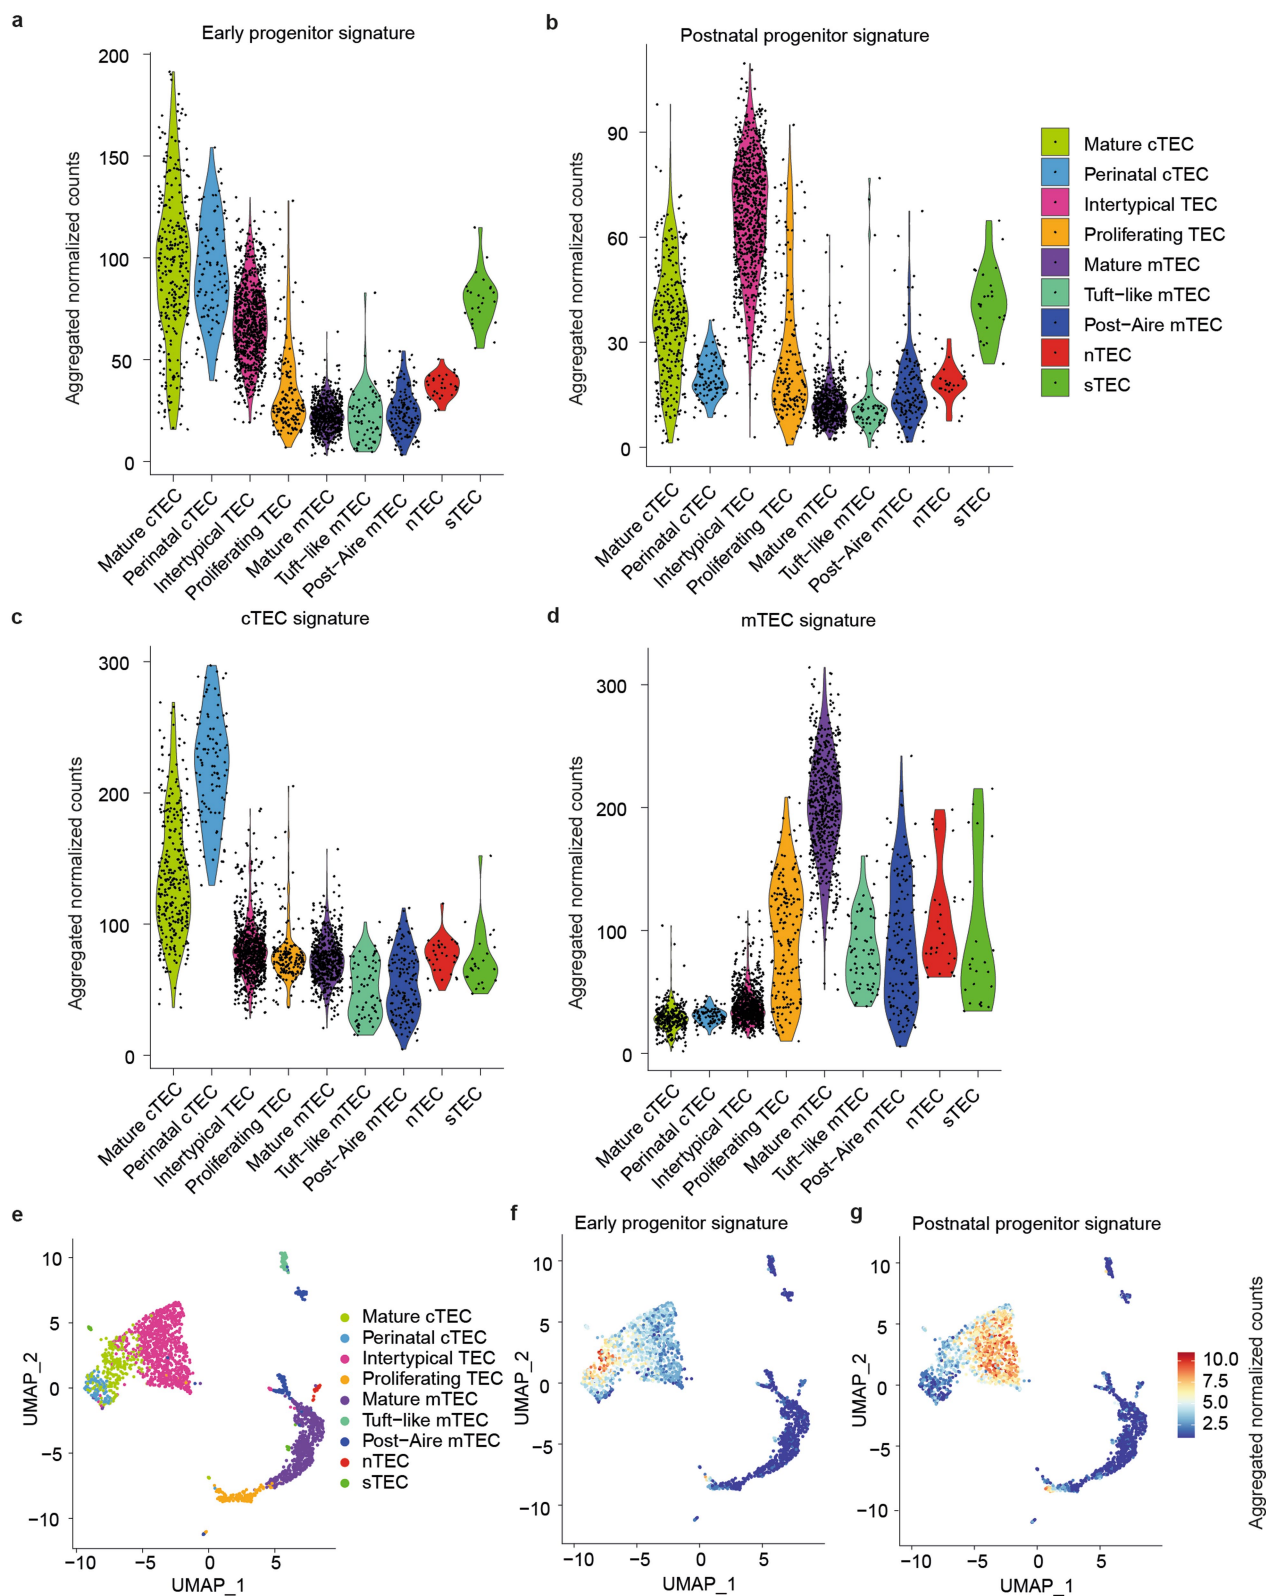 a
Early progenitor signature
Aggregated normalized counts
200
150
100
50
0
Mature cTEC
Perinatal cTEC
Intertypical TEC
Proliferating TEC
Mature mTEC
Tuft−like mTEC
Post−Aire mTEC
nTEC
sTEC
b
Postnatal progenitor signature
Aggregated normalized counts
90
60
30
0
Mature cTEC
Perinatal cTEC
Intertypical TEC
Proliferating TEC
Mature mTEC
Tuft−like mTEC
Post−Aire mTEC
nTEC
sTEC
Mature cTEC
Perinatal cTEC
Intertypical TEC
Proliferating TEC
Mature mTEC
Tuft−like mTEC
Post−Aire mTEC
nTEC
sTEC
c
cTEC signature
Aggregated normalized counts
300
200
100
0
Mature cTEC
Perinatal cTEC
Intertypical TEC
Proliferating TEC
Mature mTEC
Tuft−like mTEC
Post−Aire mTEC
nTEC
sTEC
d
mTEC signature
Aggregated normalized counts
300
200
100
0
Mature cTEC
Perinatal cTEC
Intertypical TEC
Proliferating TEC
Mature mTEC
Tuft−like mTEC
Post−Aire mTEC
nTEC
sTEC
e
UMAP_2
10
5
0
−5
−10
−10 −5 0 5
UMAP_1
Mature cTEC
Perinatal cTEC
Intertypical TEC
Proliferating TEC
Mature mTEC
Tuft−like mTEC
Post−Aire mTEC
nTEC
sTEC
f
Early progenitor signature
UMAP_2
10
5
0
−5
−10
−10 −5 0 5
UMAP_1
g
Postnatal progenitor signature
UMAP_2
10
5
0
−5
−10
−10 −5 0 5
UMAP_1
10.0
7.5
5.0
2.5
Aggregated normalized counts